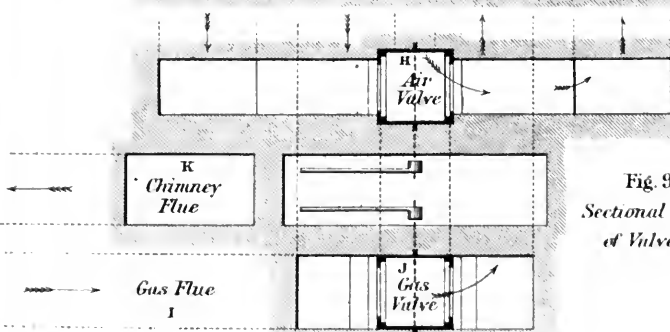 H
Air
Valve
K
Chimney
Flue
Fig. 9
Sectional
of Valve
J
Gas
Valve
Gas Flue
I